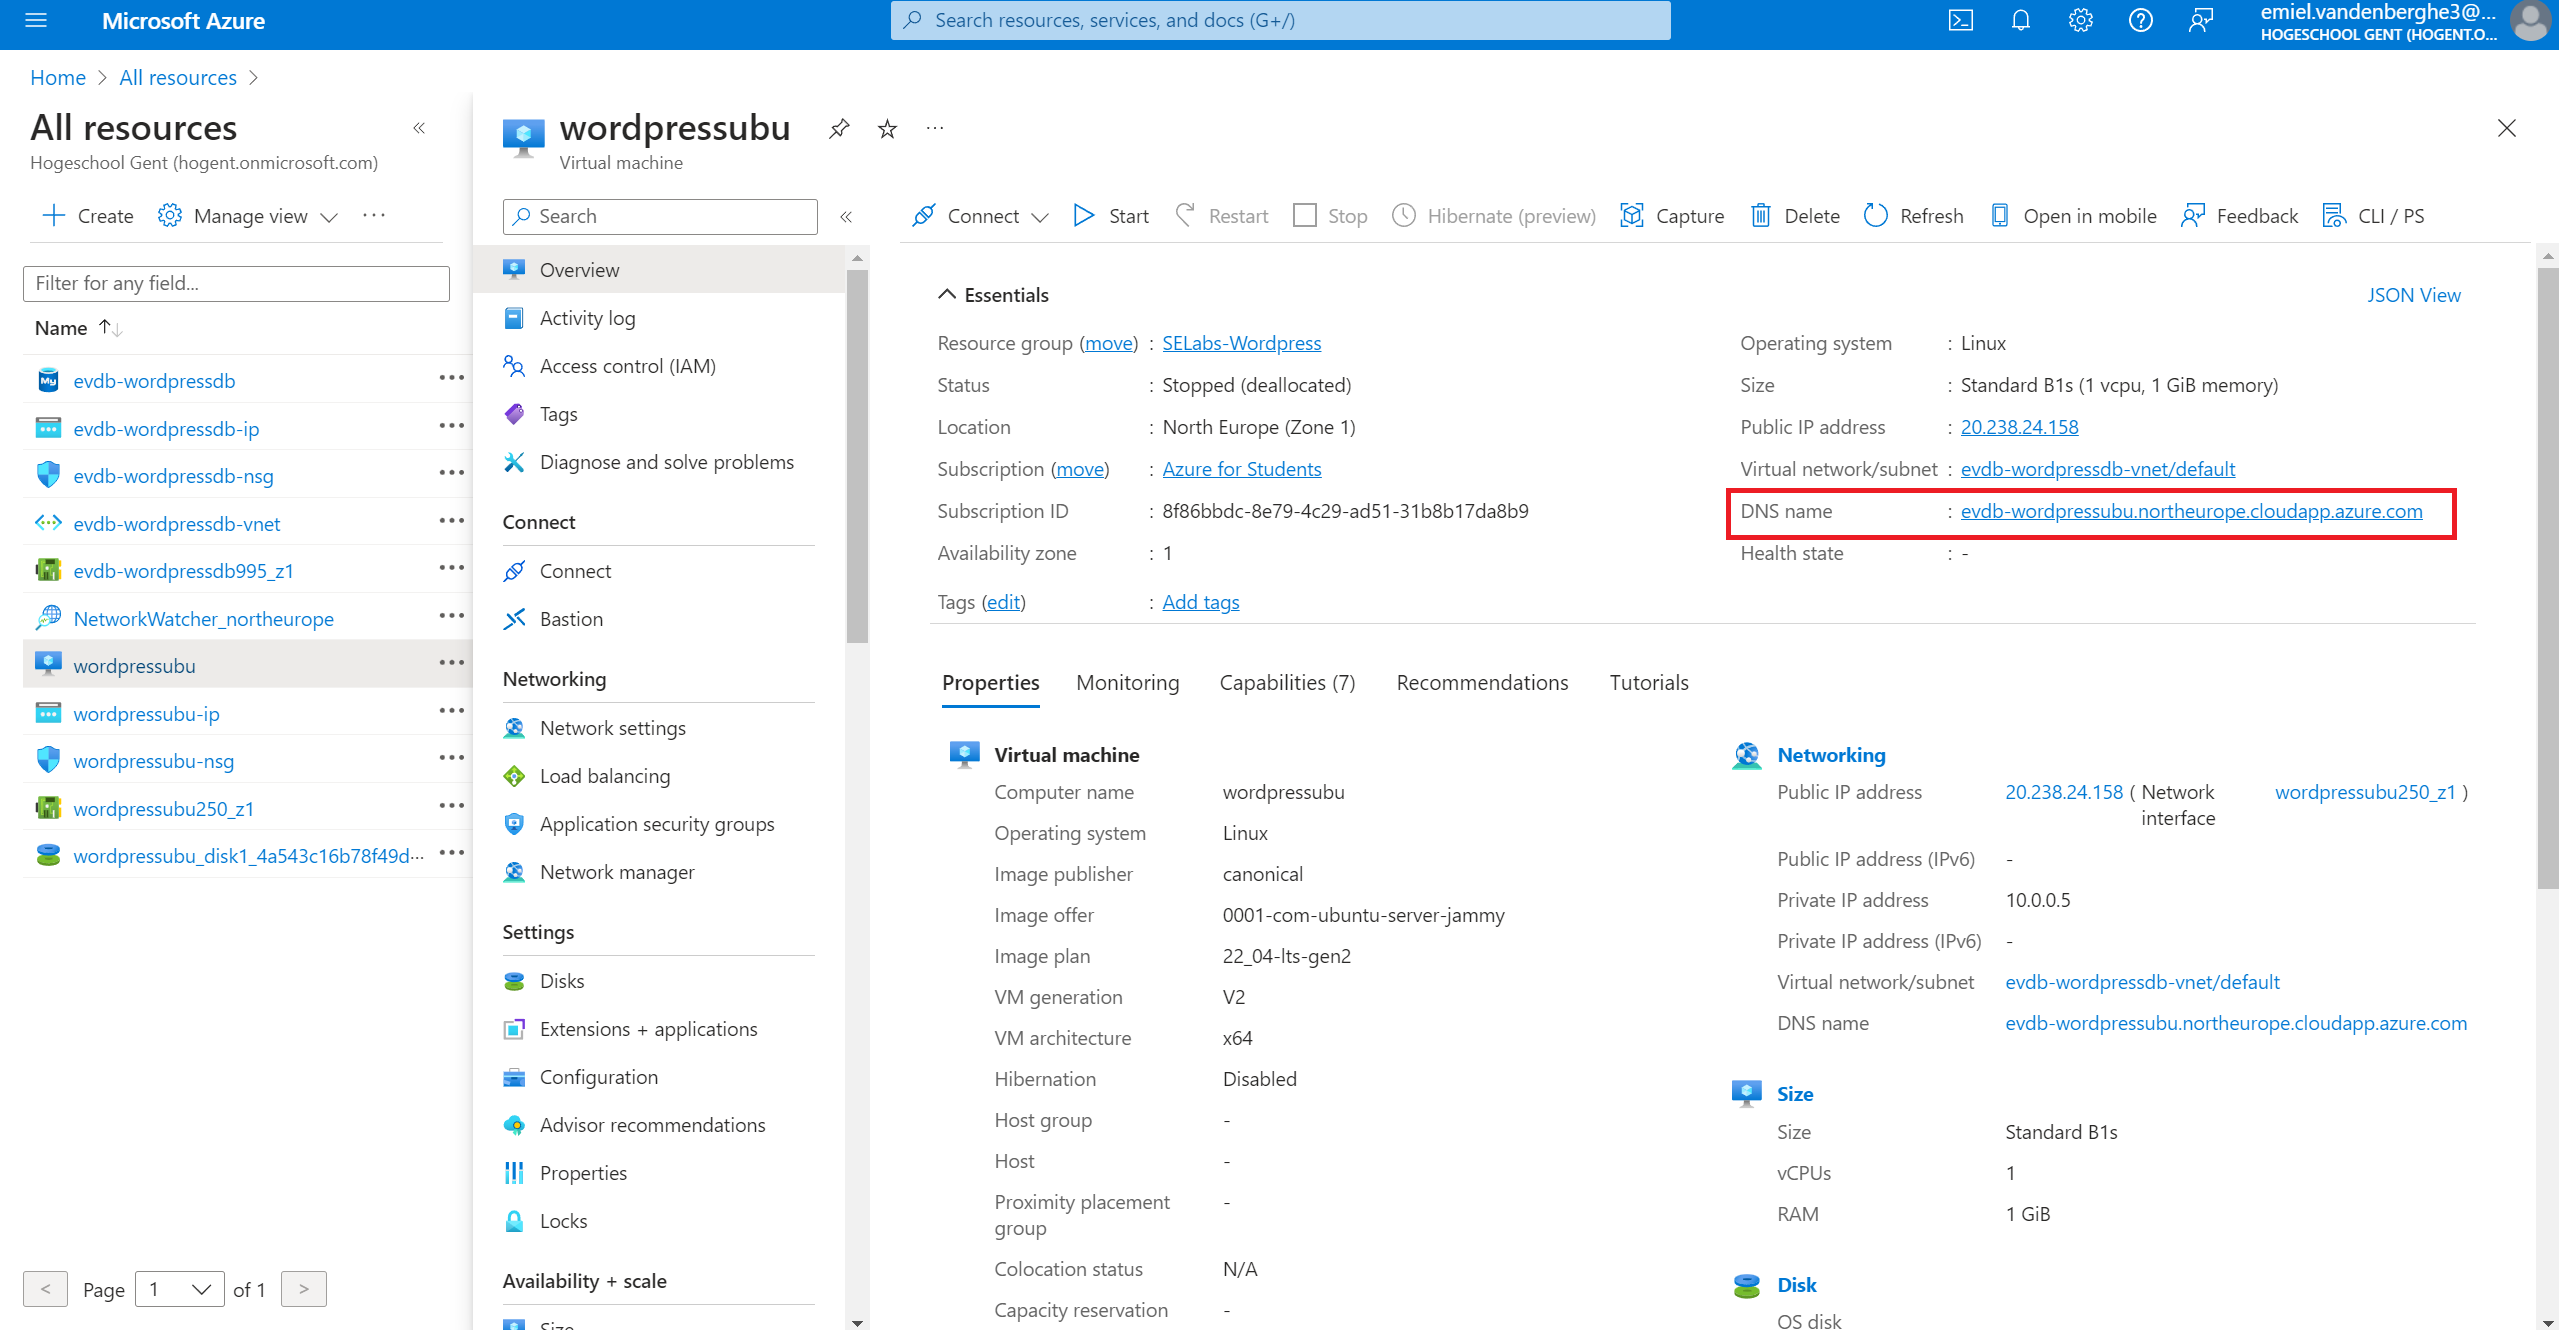 Microsoft Azure
Search resources, services, and docs (G+/)
emiel.vandenberghe3@...
HOGESCHOOL GENT (HOGENT.O...
Home > All resources >
All resources
Hogeschool Gent (hogent.onmicrosoft.com)
Create
Manage view
Filter for any field...
Name
evdb-wordpressdb
evdb-wordpressdb-ip
evdb-wordpressdb-nsg
evdb-wordpressdb-vnet
evdb-wordpressdb995_z1
NetworkWatcher_northeurope
wordpressubu
wordpressubu-ip
wordpressubu-nsg
wordpressubu250_z1
wordpressubu_disk1_4a543c16b78f49d...
< Page 1 of 1 >
wordpressubu
Virtual machine
Search
Overview
Activity log
Access control (IAM)
Tags
Diagnose and solve problems
Connect
Connect
Bastion
Networking
Network settings
Load balancing
Application security groups
Network manager
Settings
Disks
Extensions + applications
Configuration
Advisor recommendations
Properties
Locks
Availability + scale
Size
Connect Start Restart Stop Hibernate (preview) Capture Delete Refresh Open in mobile Feedback CLI / PS
Essentials
JSON View
Resource group (move) : SELabs-Wordpress
Status : Stopped (deallocated)
Location : North Europe (Zone 1)
Subscription (move) : Azure for Students
Subscription ID : 8f86bbdc-8e79-4c29-ad51-31b8b17da8b9
Availability zone : 1
Tags (edit) : Add tags
Operating system : Linux
Size : Standard B1s (1 vcpu, 1 GiB memory)
Public IP address : 20.238.24.158
Virtual network/subnet : evdb-wordpressdb-vnet/default
DNS name : evdb-wordpressubu.northeurope.cloudapp.azure.com
Health state : -
Properties Monitoring Capabilities (7) Recommendations Tutorials
Virtual machine
Computer name wordpressubu
Operating system Linux
Image publisher canonical
Image offer 0001-com-ubuntu-server-jammy
Image plan 22_04-lts-gen2
VM generation V2
VM architecture x64
Hibernation Disabled
Host group -
Host -
Proximity placement -
group
Colocation status N/A
Capacity reservation -
Networking
Public IP address 20.238.24.158 ( Network wordpressubu250_z1 )
interface
Public IP address (IPv6) -
Private IP address 10.0.0.5
Private IP address (IPv6) -
Virtual network/subnet evdb-wordpressdb-vnet/default
DNS name evdb-wordpressubu.northeurope.cloudapp.azure.com
Size
Size Standard B1s
vCPUs 1
RAM 1 GiB
Disk
OS disk